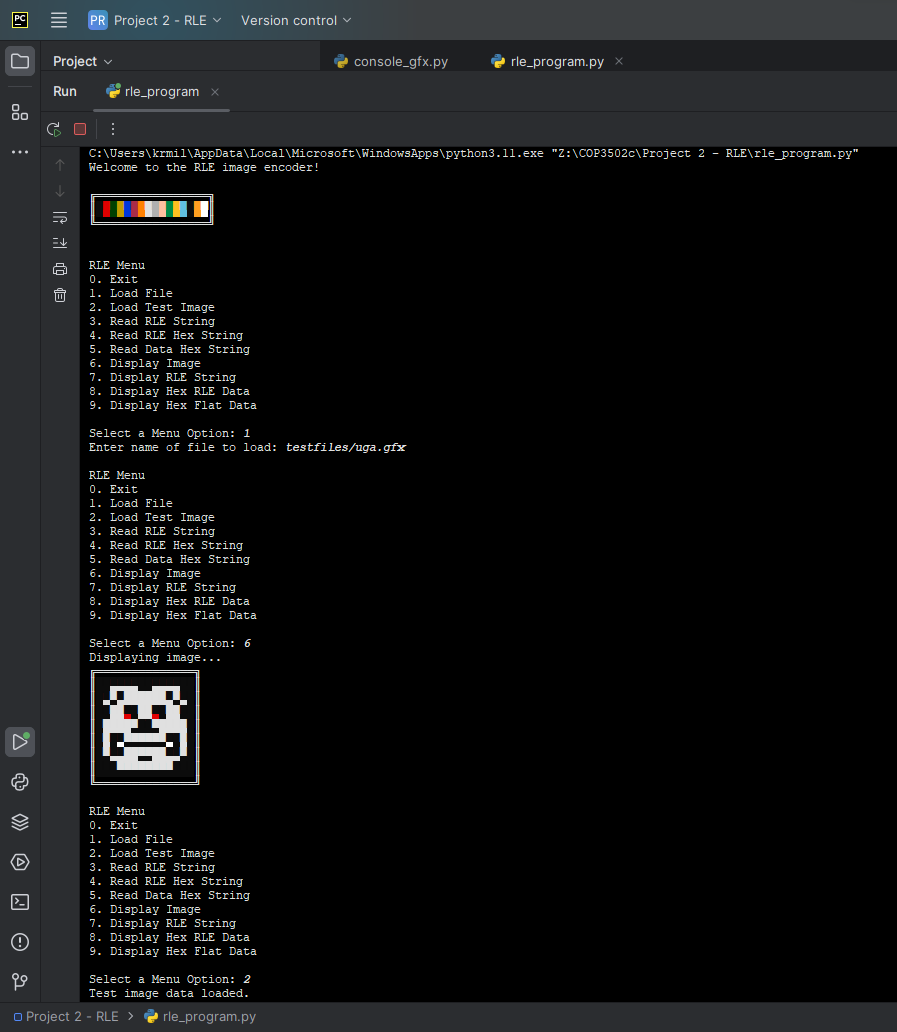 PC
PR Project 2 - RLE Version control
Project console_gfx.py rle_program.py
Run rle_program
C:\Users\krmil\AppData\Local\Microsoft\WindowsApps\python3.11.exe "Z:\COP3502c\Project 2 - RLE\rle_program.py"
Welcome to the RLE image encoder!
RLE Menu
0. Exit
1. Load File
2. Load Test Image
3. Read RLE String
4. Read RLE Hex String
5. Read Data Hex String
6. Display Image
7. Display RLE String
8. Display Hex RLE Data
9. Display Hex Flat Data
Select a Menu Option: 1
Enter name of file to load: testfiles/uga.gfx
RLE Menu
0. Exit
1. Load File
2. Load Test Image
3. Read RLE String
4. Read RLE Hex String
5. Read Data Hex String
6. Display Image
7. Display RLE String
8. Display Hex RLE Data
9. Display Hex Flat Data
Select a Menu Option: 6
Displaying image...
RLE Menu
0. Exit
1. Load File
2. Load Test Image
3. Read RLE String
4. Read RLE Hex String
5. Read Data Hex String
6. Display Image
7. Display RLE String
8. Display Hex RLE Data
9. Display Hex Flat Data
Select a Menu Option: 2
Test image data loaded.
Project 2 - RLE > rle_program.py